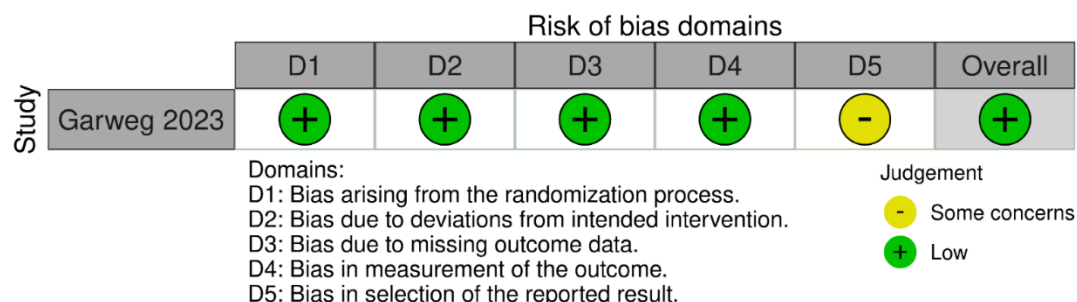 Risk of bias domains
D1 D2 D3 D4 D5 Overall
Study
Garweg 2023 + + + + - +
Domains:
D1: Bias arising from the randomization process.
D2: Bias due to deviations from intended intervention.
D3: Bias due to missing outcome data.
D4: Bias in measurement of the outcome.
D5: Bias in selection of the reported result.
Judgement
- Some concerns
+ Low